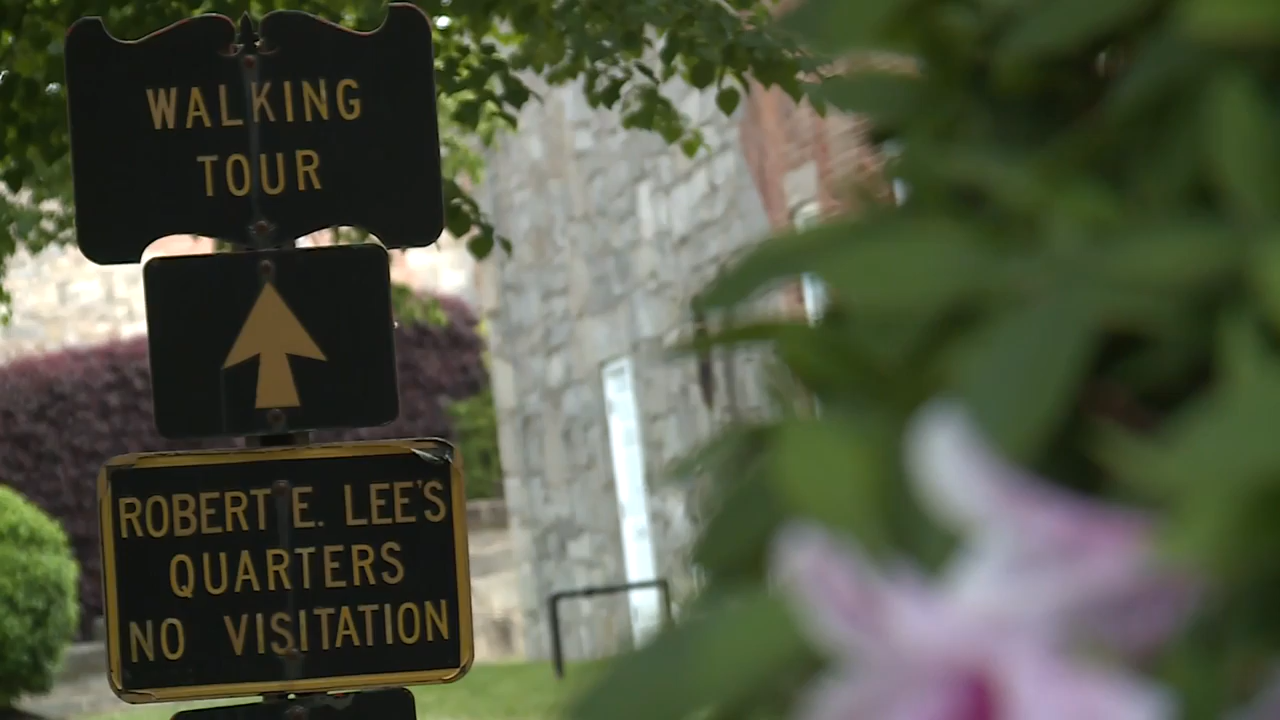 WALKING
TOUR
ROBERT E. LEE'S
QUARTERS
NO VISITATION